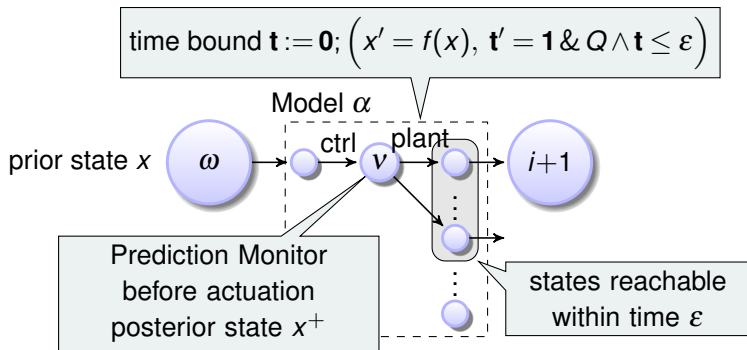 time bound t := 0; (x′ = f(x), t′ = 1 & Q ∧ t ≤ ε)
Model α
ctrl
plant
prior state x
ω
ν
i+1
⋮
⋮
Prediction Monitor
before actuation
posterior state x⁺
states reachable
within time ε